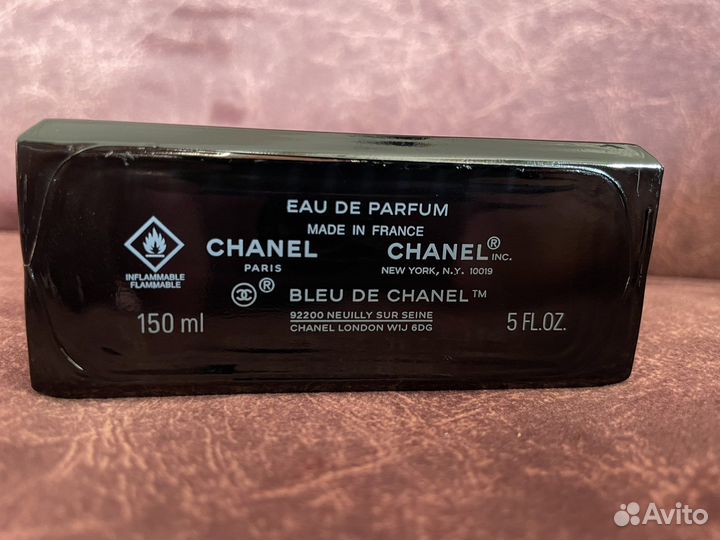 EAU DE PARFUM
MADE IN FRANCE
CHANEL
PARIS
CHANEL® INC.
NEW YORK, N.Y. 10019
INFLAMMABLE
FLAMMABLE
® BLEU DE CHANEL™
150 ml
92200 NEUILLY SUR SEINE
CHANEL LONDON W1J 6DG
5 FL.OZ.
Avito